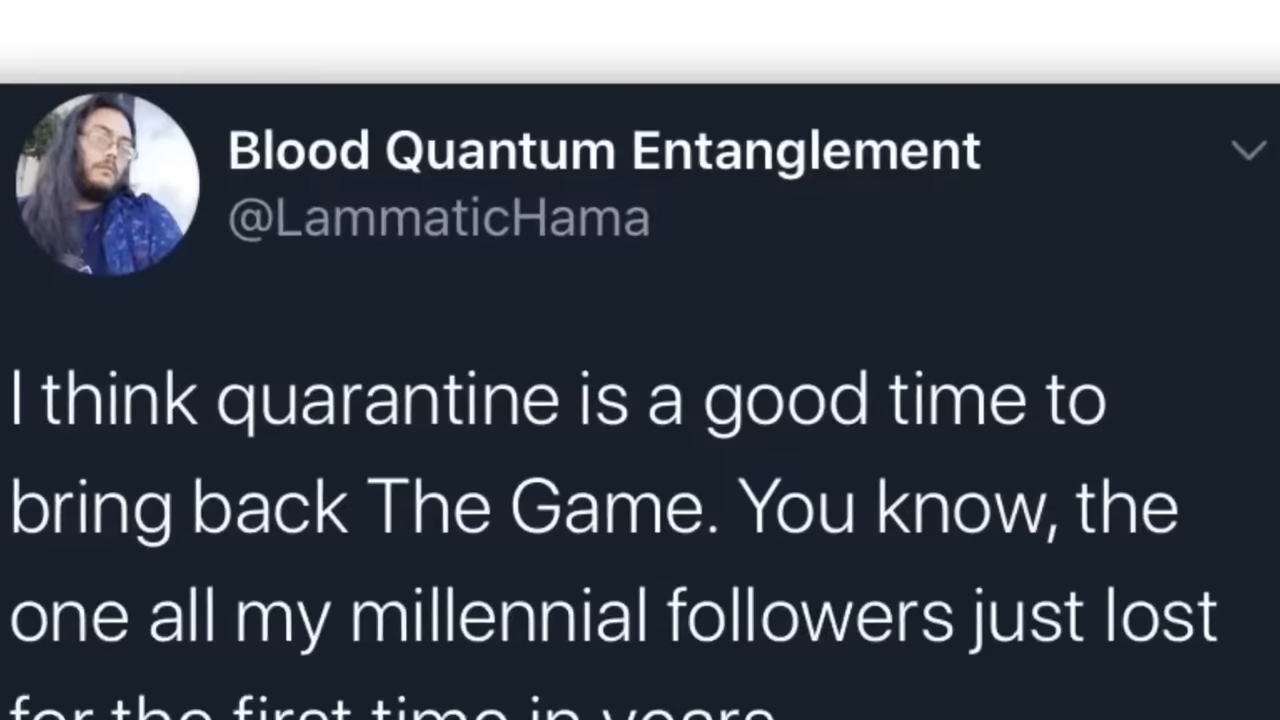 Blood Quantum Entanglement
@LammaticHama
I think quarantine is a good time to
bring back The Game. You know, the
one all my millennial followers just lost
for the first time in years